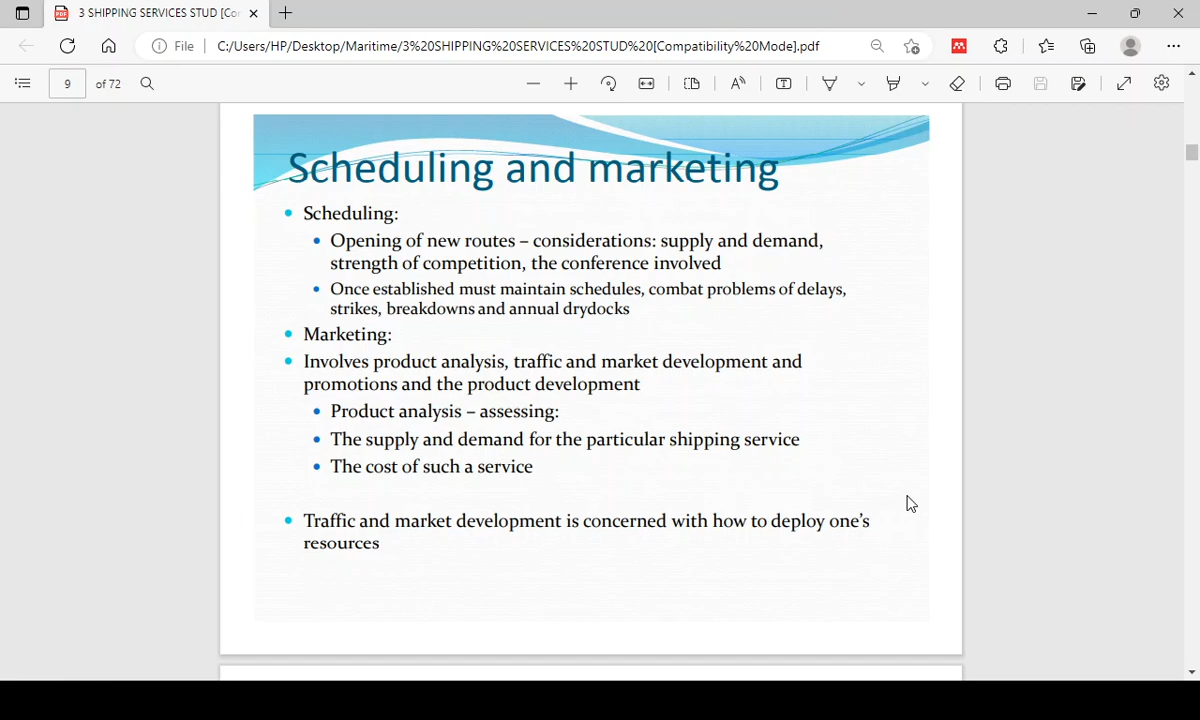 3 SHIPPING SERVICES STUD [Co
File
C:/Users/HP/Desktop/Maritime/3%20SHIPPING%20SERVICES%20STUD%20[Compatibility%20Mode].pdf
9 of 72
Scheduling and marketing
• Scheduling:
• Opening of new routes – considerations: supply and demand,
strength of competition, the conference involved
• Once established must maintain schedules, combat problems of delays,
strikes, breakdowns and annual drydocks
• Marketing:
• Involves product analysis, traffic and market development and
promotions and the product development
• Product analysis – assessing:
• The supply and demand for the particular shipping service
• The cost of such a service
• Traffic and market development is concerned with how to deploy one's
resources